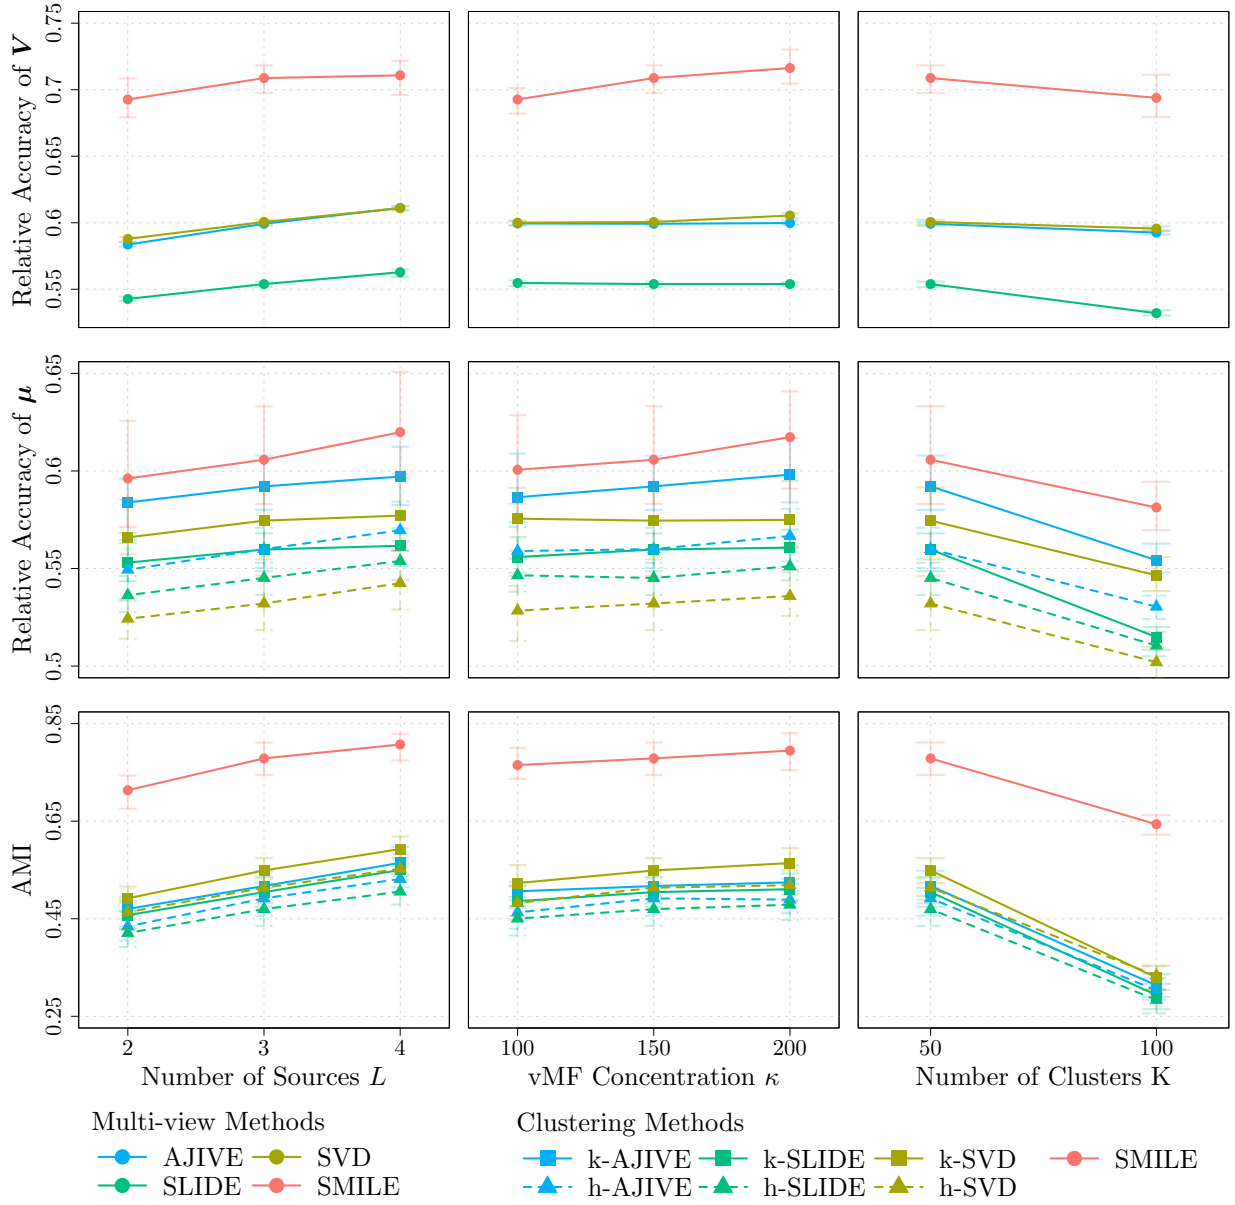 Relative Accuracy of V
0.75
0.7
0.65
0.6
0.55
Relative Accuracy of μ
0.65
0.6
0.55
0.5
AMI
0.85
0.65
0.45
0.25
2 3 4 100 150 200 50 100
Number of Sources L vMF Concentration κ Number of Clusters K
Multi-view Methods Clustering Methods
AJIVE SVD k-AJIVE k-SLIDE k-SVD SMILE
SLIDE SMILE h-AJIVE h-SLIDE h-SVD